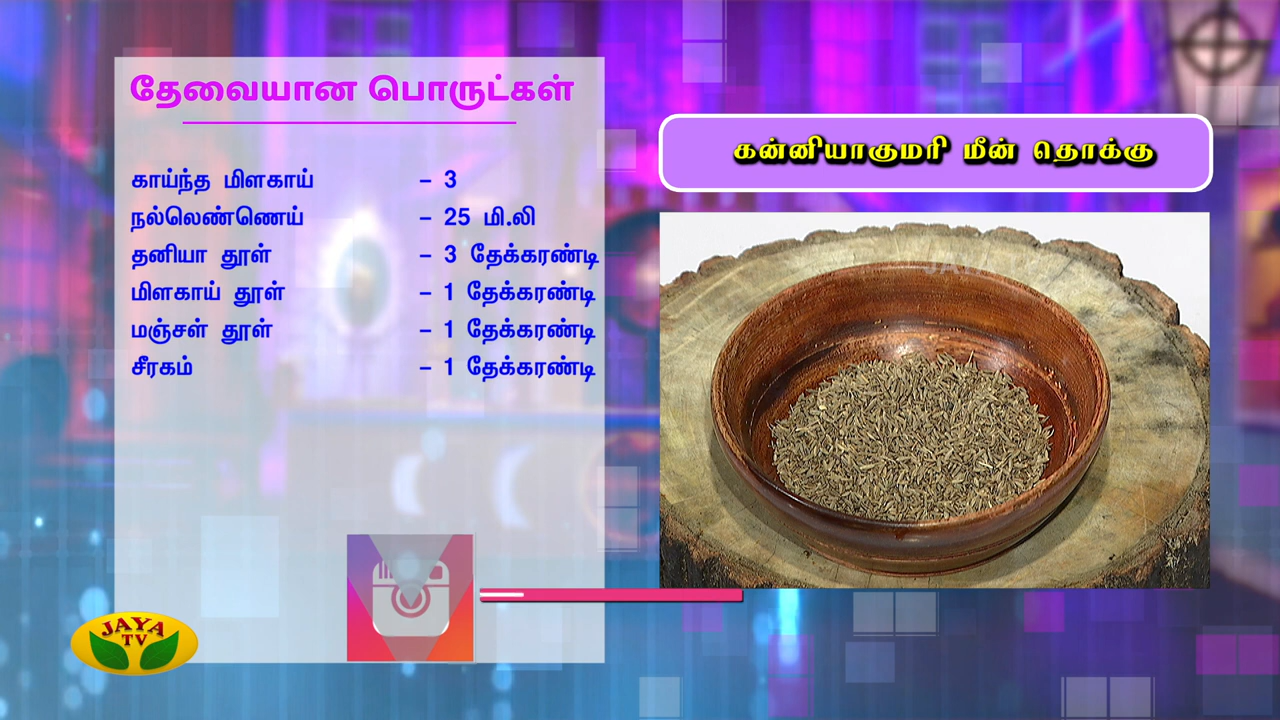 தேவையான பொருட்கள்
காய்ந்த மிளகாய் – 3
நல்லெண்ணெய் – 25 மி.லி
தனியா தூள் – 3 தேக்கரண்டி
மிளகாய் தூள் – 1 தேக்கரண்டி
மஞ்சள் தூள் – 1 தேக்கரண்டி
சீரகம் – 1 தேக்கரண்டி
கன்னியாகுமரி மீன் தொக்கு
JAYA
TV